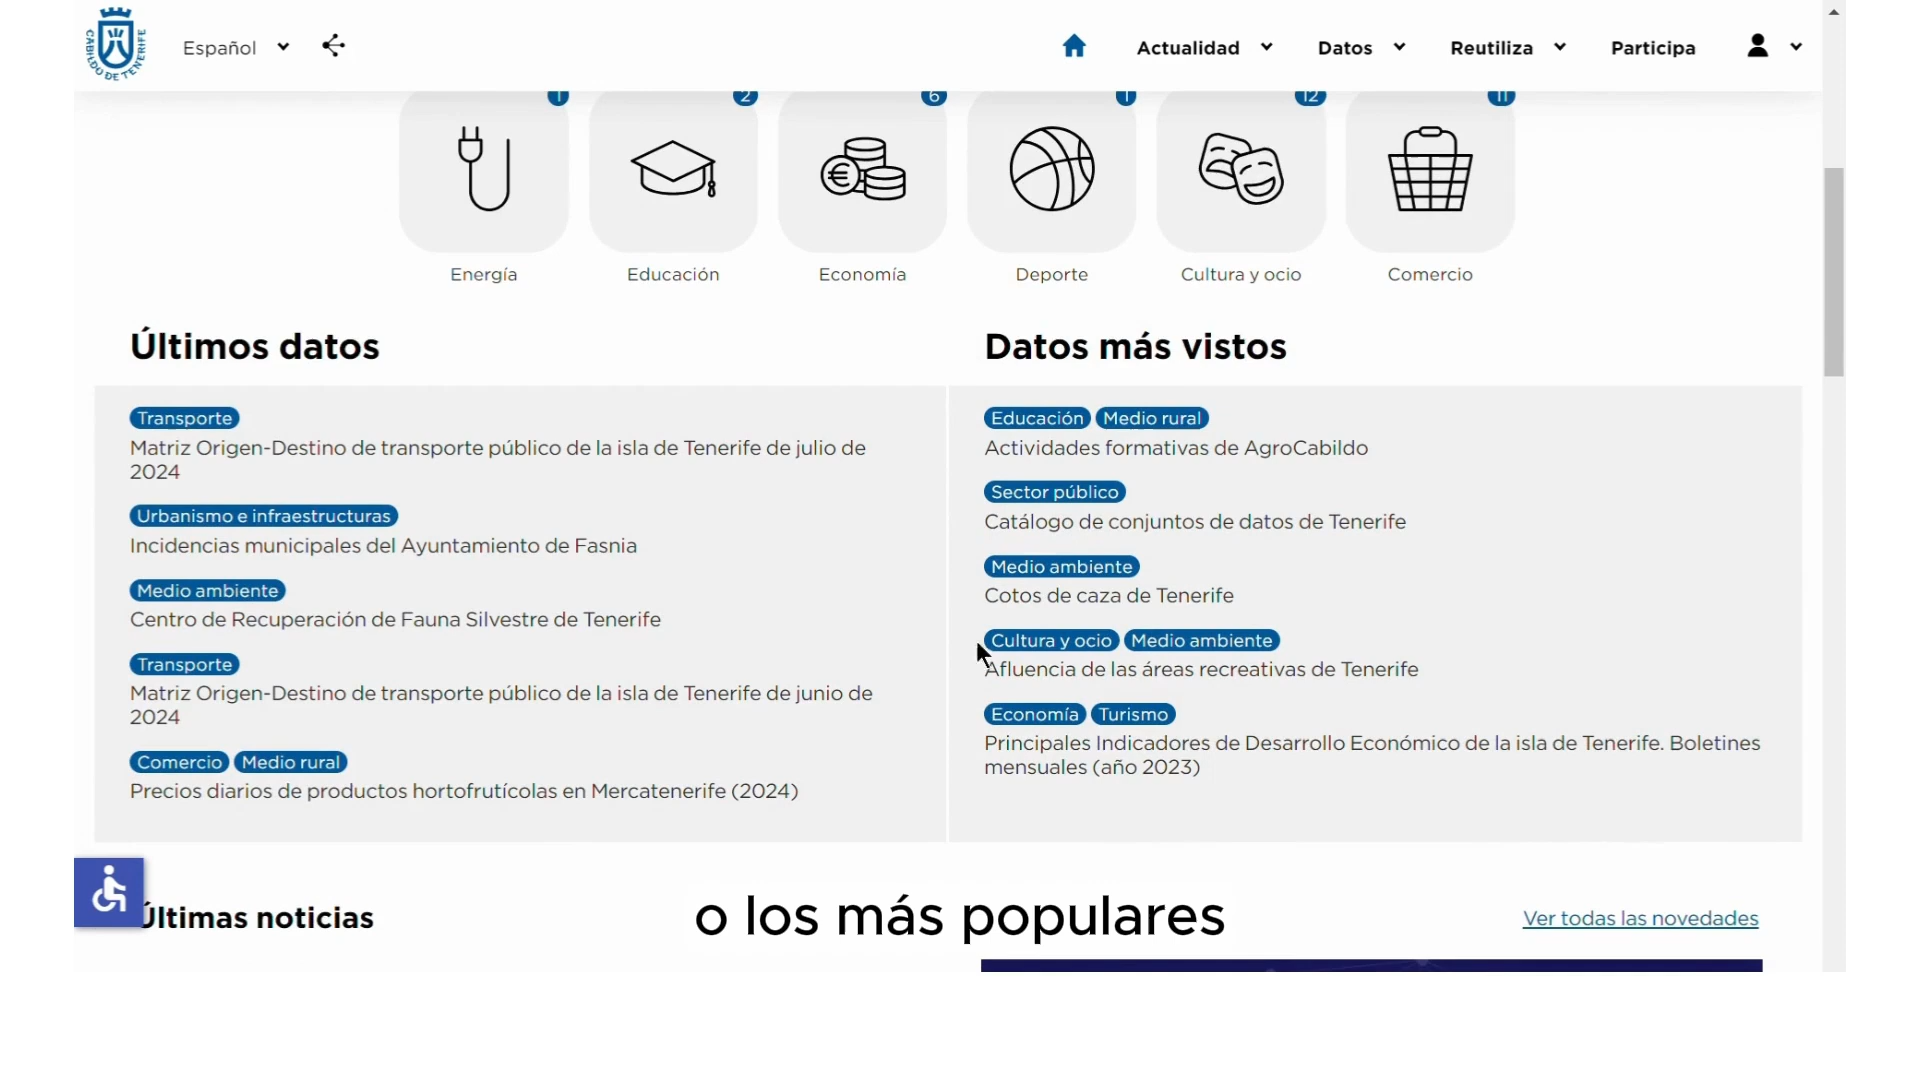 CABILDO DE TENERIFE
Español
Actualidad
Datos
Reutiliza
Participa
1
2
6
1
12
11
Energía
Educación
Economía
Deporte
Cultura y ocio
Comercio
Últimos datos
Transporte
Matriz Origen-Destino de transporte público de la isla de Tenerife de julio de
2024
Urbanismo e infraestructuras
Incidencias municipales del Ayuntamiento de Fasnia
Medio ambiente
Centro de Recuperación de Fauna Silvestre de Tenerife
Transporte
Matriz Origen-Destino de transporte público de la isla de Tenerife de junio de
2024
Comercio Medio rural
Precios diarios de productos hortofrutícolas en Mercatenerife (2024)
Datos más vistos
Educación Medio rural
Actividades formativas de AgroCabildo
Sector público
Catálogo de conjuntos de datos de Tenerife
Medio ambiente
Cotos de caza de Tenerife
Cultura y ocio Medio ambiente
Afluencia de las áreas recreativas de Tenerife
Economía Turismo
Principales Indicadores de Desarrollo Económico de la isla de Tenerife. Boletines
mensuales (año 2023)
Últimas noticias
o los más populares
Ver todas las novedades